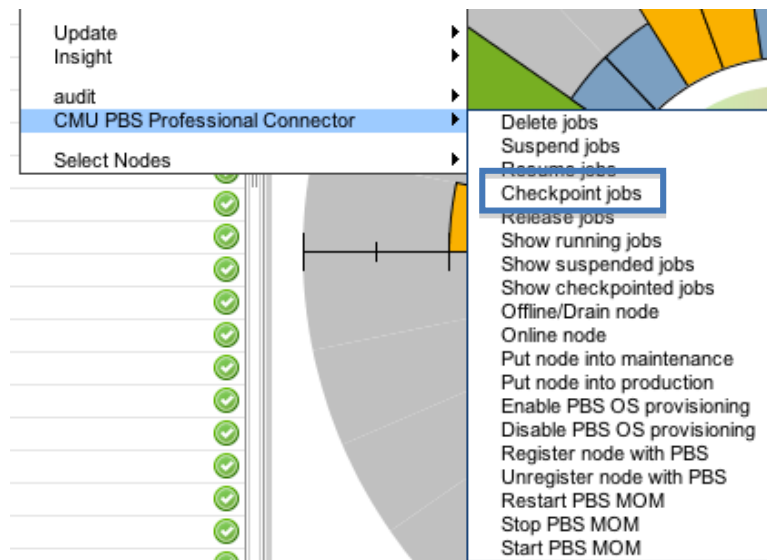 Update
Insight
audit
CMU PBS Professional Connector
Select Nodes
Delete jobs
Suspend jobs
Resume jobs
Checkpoint jobs
Release jobs
Show running jobs
Show suspended jobs
Show checkpointed jobs
Offline/Drain node
Online node
Put node into maintenance
Put node into production
Enable PBS OS provisioning
Disable PBS OS provisioning
Register node with PBS
Unregister node with PBS
Restart PBS MOM
Stop PBS MOM
Start PBS MOM